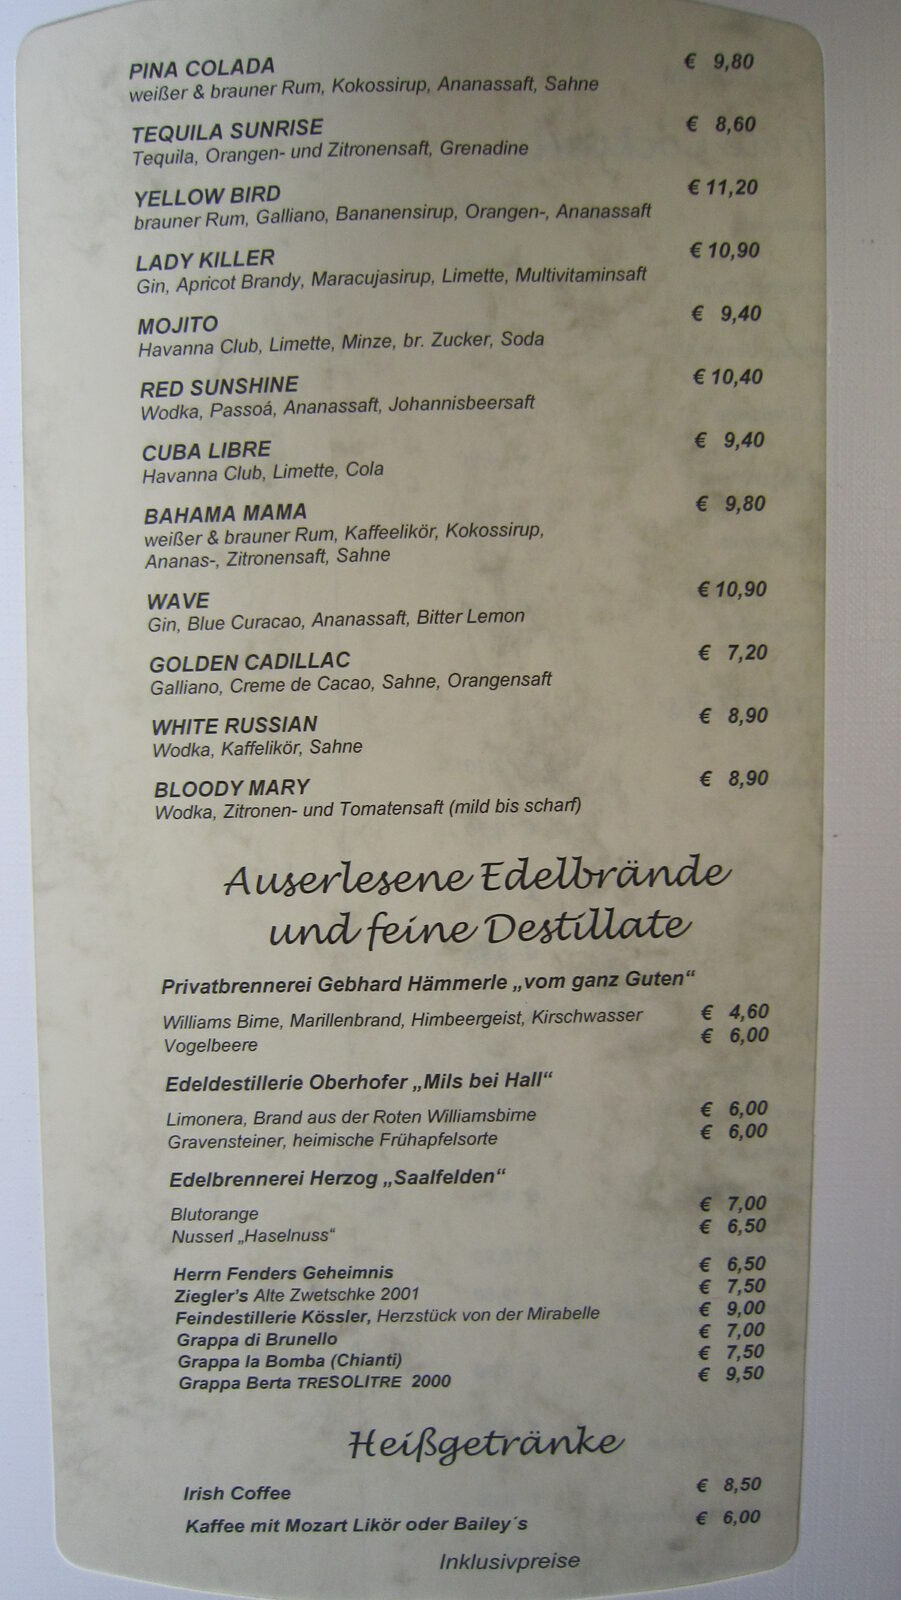 PINA COLADA € 9,80
weißer & brauner Rum, Kokossirup, Ananassaft, Sahne
TEQUILA SUNRISE € 8,60
Tequila, Orangen- und Zitronensaft, Grenadine
YELLOW BIRD € 11,20
brauner Rum, Galliano, Bananensirup, Orangen-, Ananassaft
LADY KILLER € 10,90
Gin, Apricot Brandy, Maracujasirup, Limette, Multivitaminsaft
MOJITO € 9,40
Havanna Club, Limette, Minze, br. Zucker, Soda
RED SUNSHINE € 10,40
Wodka, Passoá, Ananassaft, Johannisbeersaft
CUBA LIBRE € 9,40
Havanna Club, Limette, Cola
BAHAMA MAMA € 9,80
weißer & brauner Rum, Kaffeelikör, Kokossirup,
Ananas-, Zitronensaft, Sahne
WAVE € 10,90
Gin, Blue Curacao, Ananassaft, Bitter Lemon
GOLDEN CADILLAC € 7,20
Galliano, Creme de Cacao, Sahne, Orangensaft
WHITE RUSSIAN € 8,90
Wodka, Kaffelikör, Sahne
BLOODY MARY € 8,90
Wodka, Zitronen- und Tomatensaft (mild bis scharf)
Auserlesene Edelbrände
und feine Destillate
Privatbrennerei Gebhard Hämmerle „vom ganz Guten“
Williams Birne, Marillenbrand, Himbeergeist, Kirschwasser € 4,60
Vogelbeere € 6,00
Edeldestillerie Oberhofer „Mils bei Hall“
Limonera, Brand aus der Roten Williamsbirne € 6,00
Gravensteiner, heimische Frühapfelsorte € 6,00
Edelbrennerei Herzog „Saalfelden“
Blutorange € 7,00
Nusserl „Haselnuss“ € 6,50
Herrn Fenders Geheimnis € 6,50
Ziegler's Alte Zwetschke 2001 € 7,50
Feindestillerie Kössler, Herzstück von der Mirabelle € 9,00
Grappa di Brunello € 7,00
Grappa la Bomba (Chianti) € 7,50
Grappa Berta TRESOLITRE 2000 € 9,50
Heißgetränke
Irish Coffee € 8,50
Kaffee mit Mozart Likör oder Bailey´s € 6,00
Inklusivpreise